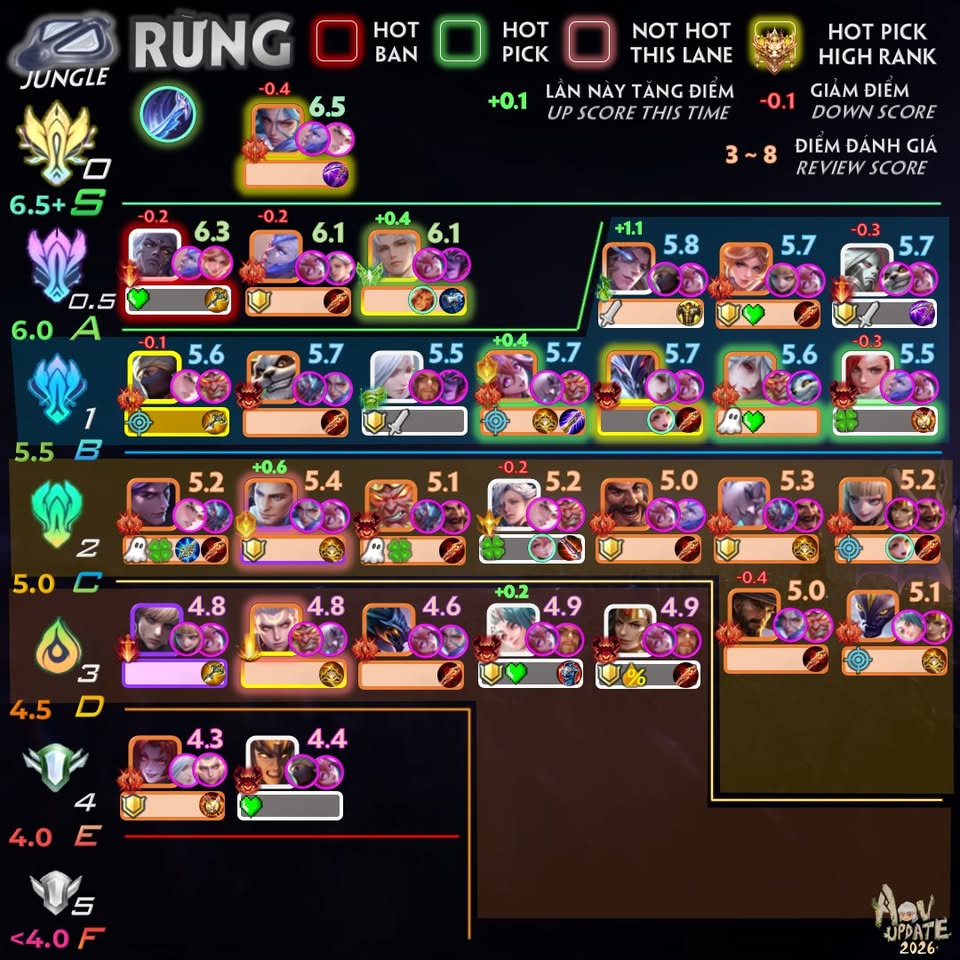 RỪNG
JUNGLE
HOT
BAN
HOT
PICK
NOT HOT
THIS LANE
HOT PICK
HIGH RANK
+0.1 LẦN NÀY TĂNG ĐIỂM
UP SCORE THIS TIME
-0.1 GIẢM ĐIỂM
DOWN SCORE
3 ~ 8 ĐIỂM ĐÁNH GIÁ
REVIEW SCORE
0
-0.4
6.5
6.5+ S
-0.2 -0.2 +0.4 +1.1 -0.3
6.3 6.1 6.1 5.8 5.7 5.7
0.5
6.0 A
-0.1 +0.4 -0.3
5.6 5.7 5.5 5.7 5.7 5.6 5.5
1
5.5 B
+0.6 -0.2
5.2 5.4 5.1 5.2 5.0 5.3 5.2
2
5.0 C
-0.4
5.0 5.1
+0.2
4.8 4.8 4.6 4.9 4.9
%
3
4.5 D
4.3 4.4
4
4.0 E
5
<4.0 F
AOV
UPDATE
2026